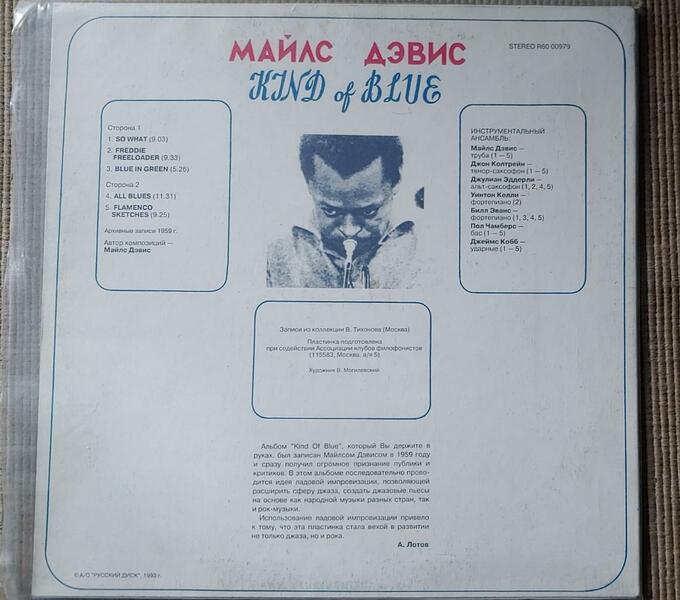 МАЙЛС ДЭВИС
STEREO R60 00979
KIND of BLUE
Сторона 1
1. SO WHAT (9.03)
2. FREDDIE
FREELOADER (9.33)
3. BLUE IN GREEN (5.26)
Сторона 2
4. ALL BLUES (11.31)
5. FLAMENCO
SKETCHES (9.25)
Архивные записи 1959 г.
Автор композиций —
Майлс Дэвис
ИНСТРУМЕНТАЛЬНЫЙ
АНСАМБЛЬ:
Майлс Дэвис —
труба (1 — 5)
Джон Колтрейн —
тенор-саксофон (1 — 5)
Джулиан Эддерли —
альт-саксофон (1, 2, 4, 5)
Уинтон Келли —
фортепиано (2)
Билл Эванс —
фортепиано (1, 3, 4, 5)
Пол Чамберс —
бас (1 — 5)
Джеймс Кобб —
ударные (1 — 5)
Записи из коллекции В. Тихонова (Москва)
Пластинка подготовлена
при содействии Ассоциации клубов филофонистов
(115583, Москва, а/я 5)
Художник В. Могилевский
Альбом "Kind Of Blue", который Вы держите в
руках, был записан Майлсом Дэвисом в 1959 году
и сразу получил огромное признание публики и
критиков. В этом альбоме последовательно прово-
дится идея ладовой импровизации, позволяющей
расширить сферу джаза, создать джазовые пьесы
на основе как народной музыки разных стран, так
и рок-музыки.
Использование ладовой импровизации привело
к тому, что эта пластинка стала вехой в развитии
не только джаза, но и рока.
А. Лотов
© А/О "РУССКИЙ ДИСК", 1993 г.